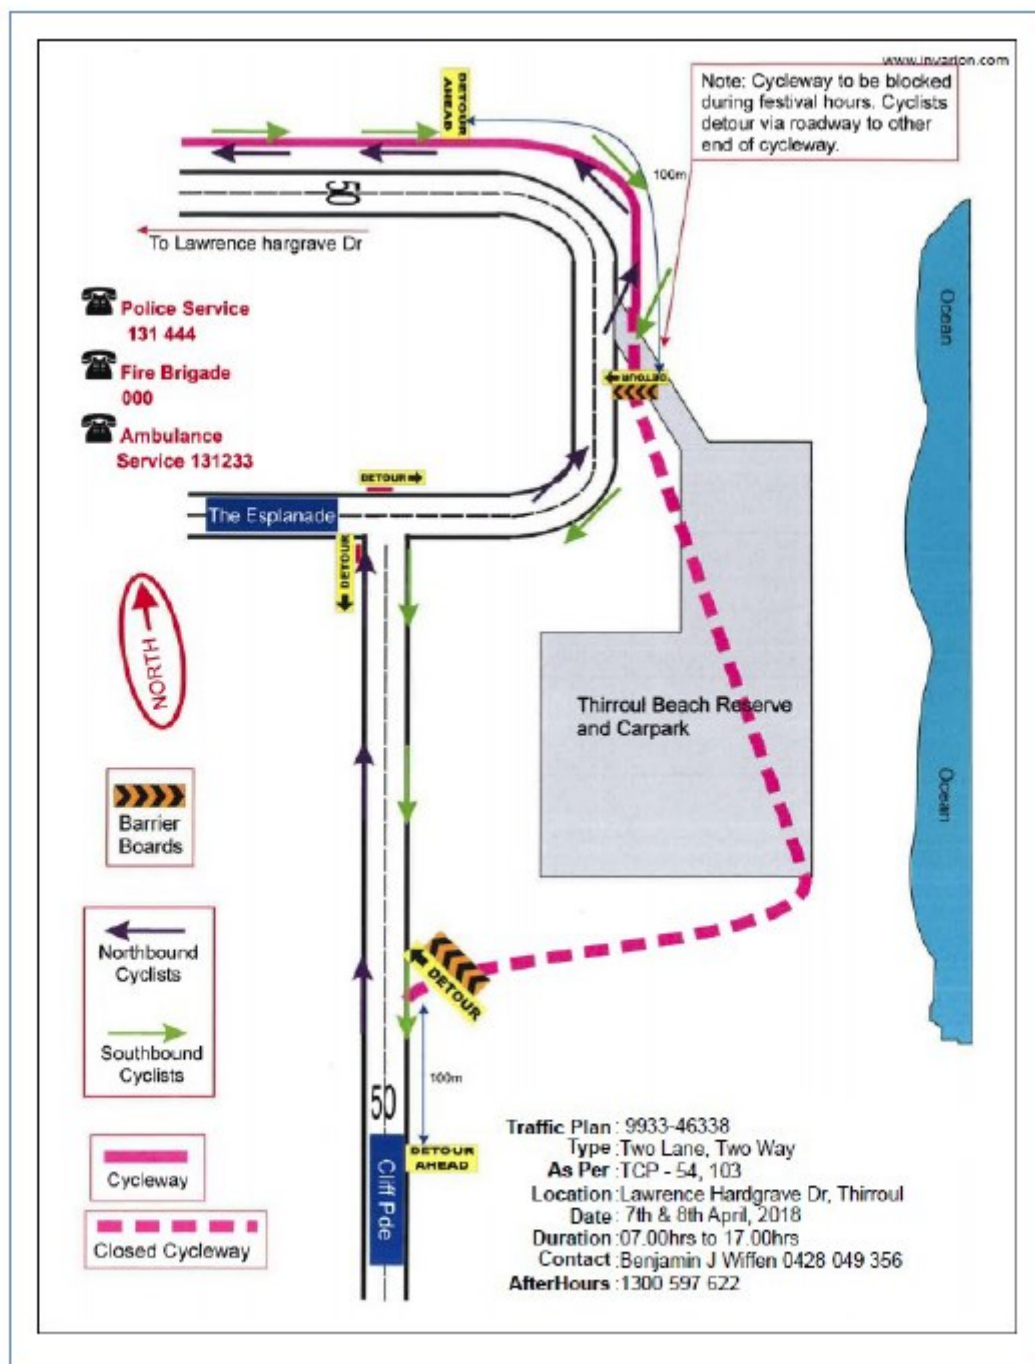 www.invarion.com
Note: Cycleway to be blocked
during festival hours. Cyclists
detour via roadway to other
end of cycleway.
DETOUR
AHEAD
100m
50
To Lawrence hargrave Dr
Police Service
131 444
Fire Brigade
000
Ambulance
Service 131233
DETOUR
DETOUR
The Esplanade
DETOUR
NORTH
Ocean
Ocean
Thirroul Beach Reserve
and Carpark
Barrier
Boards
Northbound
Cyclists
Southbound
Cyclists
DETOUR
100m
50
DETOUR
AHEAD
Cliff Pde
Cycleway
Closed Cycleway
Traffic Plan : 9933-46338
Type : Two Lane, Two Way
As Per : TCP - 54, 103
Location : Lawrence Hardgrave Dr, Thirroul
Date : 7th & 8th April, 2018
Duration : 07.00hrs to 17.00hrs
Contact : Benjamin J Wiffen 0428 049 356
AfterHours : 1300 597 622